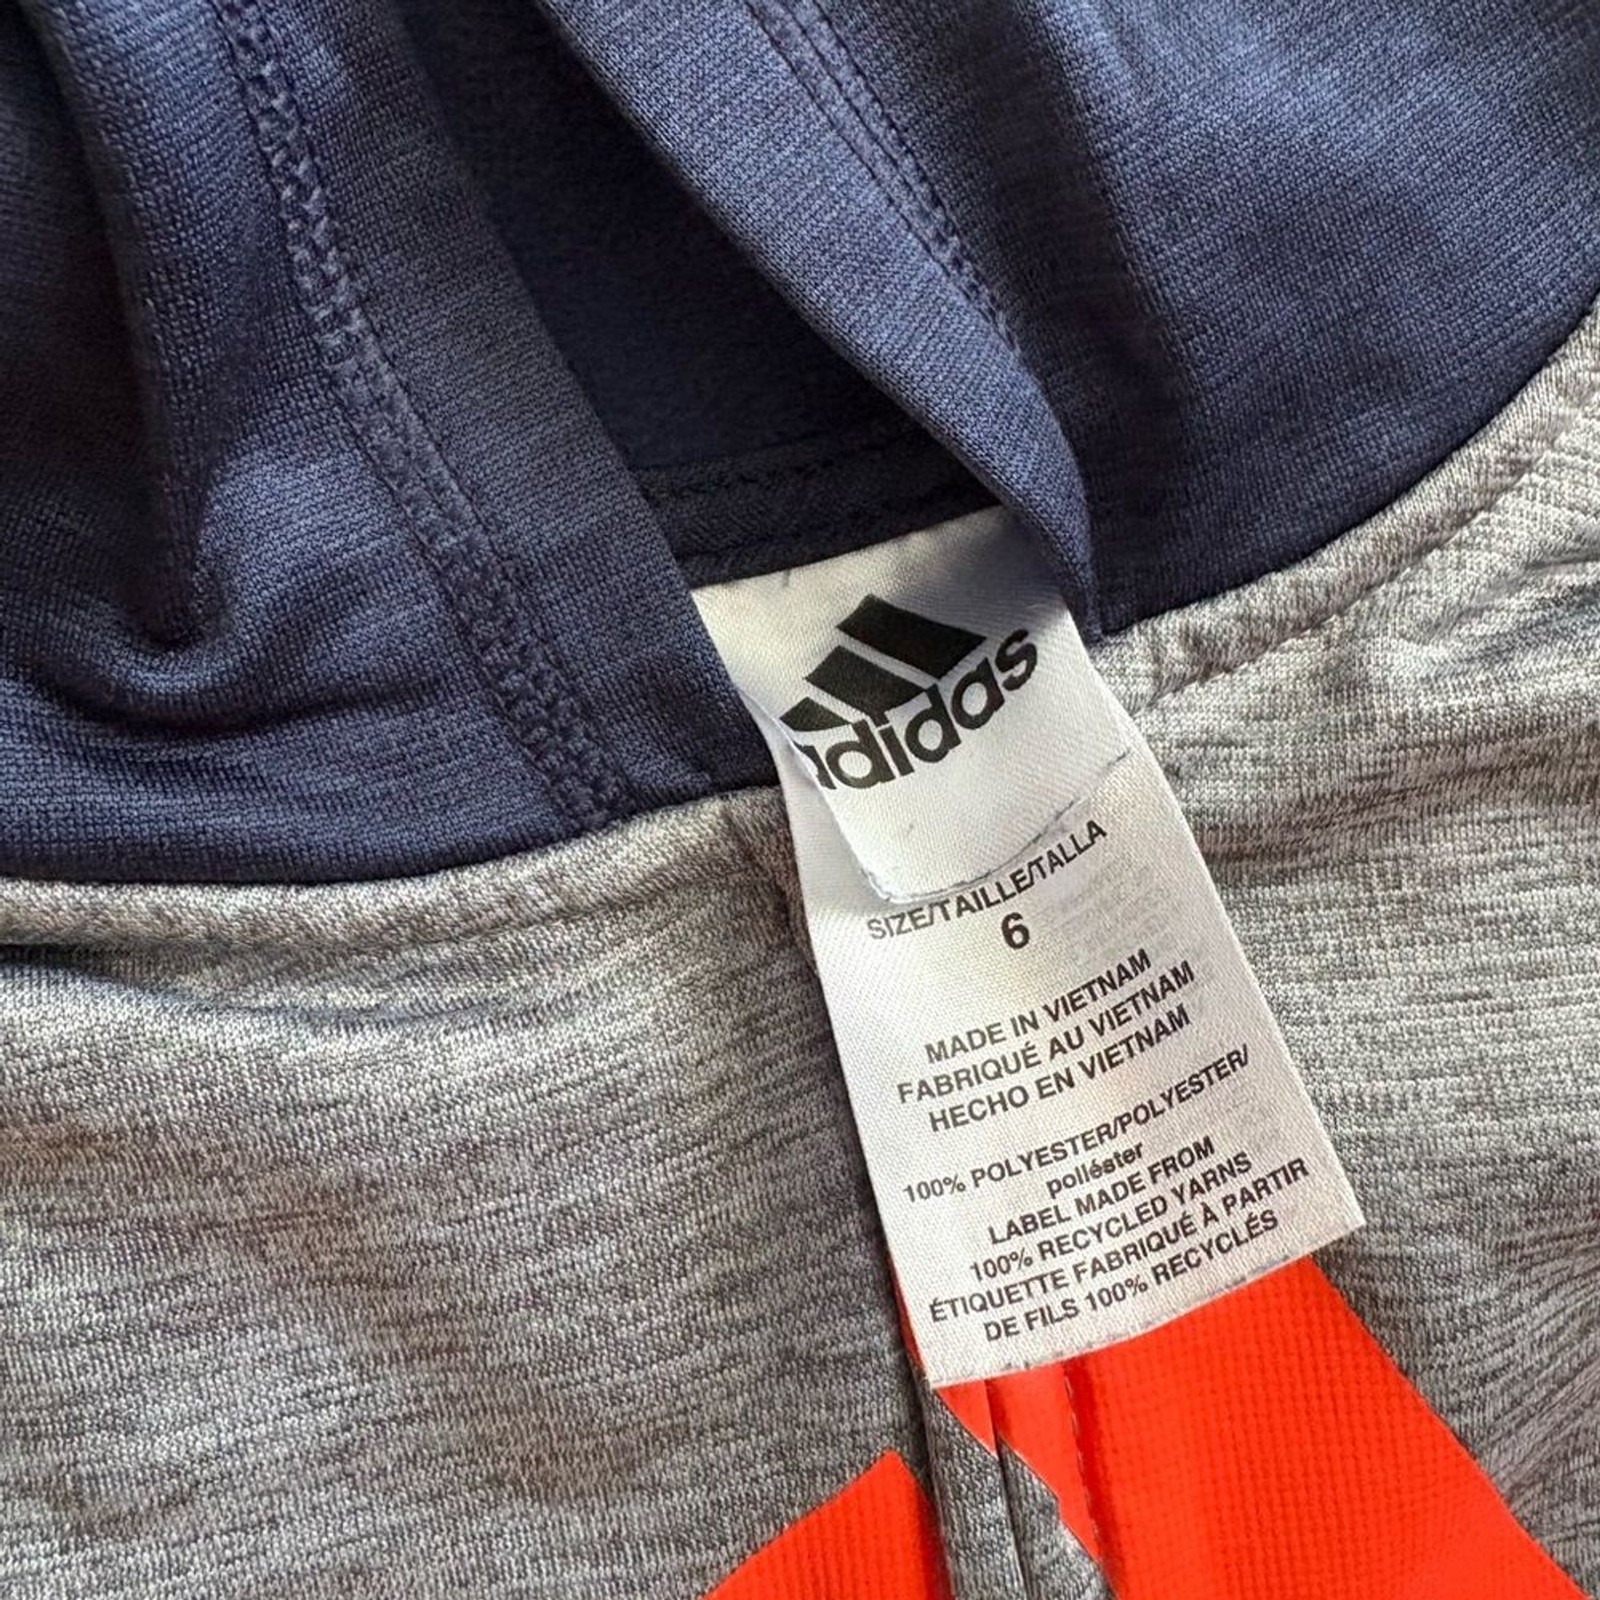 adidas
SIZE/TAILLE/TALLA
6
MADE IN VIETNAM
FABRIQUÉ AU VIETNAM
HECHO EN VIETNAM
100% POLYESTER/POLYESTER/
poliéster
LABEL MADE FROM
100% RECYCLED YARNS
ÉTIQUETTE FABRIQUÉ À PARTIR
DE FILS 100% RECYCLÉS